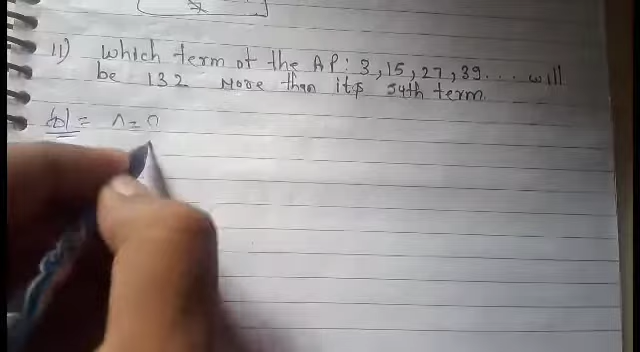 11) Which term of the AP: 3, 15, 27, 39 ... will
be 132 More than its 54th term.
Sol = n = n